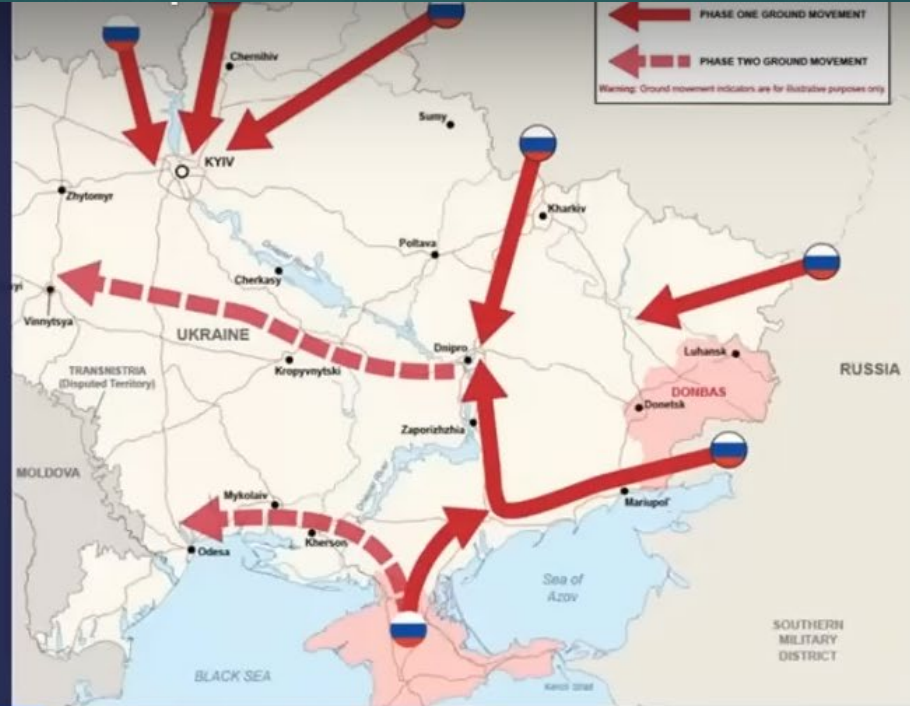 PHASE ONE GROUND MOVEMENT
PHASE TWO GROUND MOVEMENT
Warning: Ground movement indicators are for illustrative purposes only.
Chernihiv
Sumy
KYIV
Zhytomyr
Kharkiv
Poltava
Cherkasy
Vinnytsya
UKRAINE
Dnipro
Luhansk
Kropyvnytski
TRANSNISTRIA
(Disputed Territory)
RUSSIA
DONBAS
Donetsk
Zaporizhzhia
MOLDOVA
Mykolaiv
Mariupol'
Kherson
Odesa
Sea of
Azov
SOUTHERN
MILITARY
DISTRICT
BLACK SEA
Kerch Strait